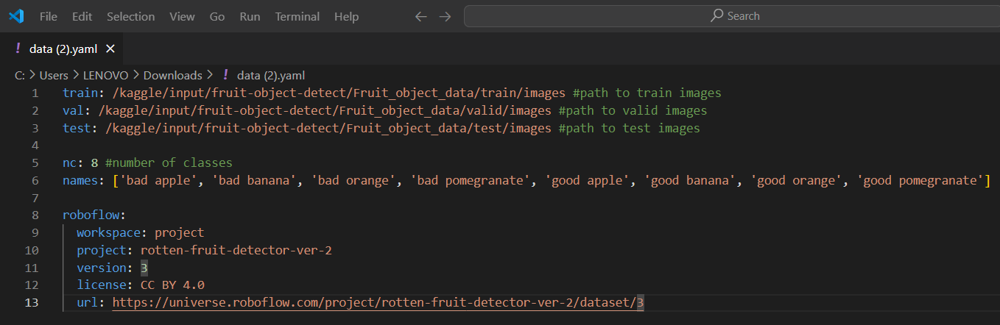 File Edit Selection View Go Run Terminal Help Search
! data (2).yaml
C: > Users > LENOVO > Downloads > ! data (2).yaml
1 train: /kaggle/input/fruit-object-detect/Fruit_object_data/train/images #path to train images
2 val: /kaggle/input/fruit-object-detect/Fruit_object_data/valid/images #path to valid images
3 test: /kaggle/input/fruit-object-detect/Fruit_object_data/test/images #path to test images
4
5 nc: 8 #number of classes
6 names: ['bad apple', 'bad banana', 'bad orange', 'bad pomegranate', 'good apple', 'good banana', 'good orange', 'good pomegranate']
7
8 roboflow:
9 workspace: project
10 project: rotten-fruit-detector-ver-2
11 version: 3
12 license: CC BY 4.0
13 url: https://universe.roboflow.com/project/rotten-fruit-detector-ver-2/dataset/3